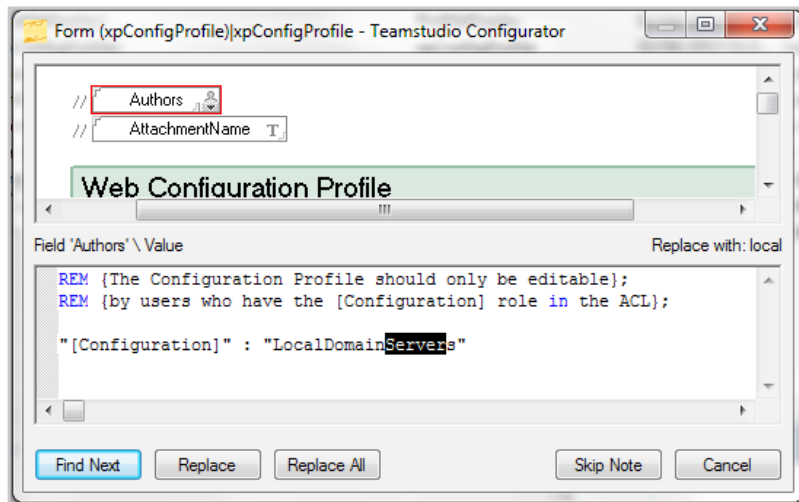 Form (xpConfigProfile)|xpConfigProfile - Teamstudio Configurator
// Authors
// AttachmentName T
Web Configuration Profile
Field 'Authors' \ Value Replace with: local
REM {The Configuration Profile should only be editable};
REM {by users who have the [Configuration] role in the ACL};
"[Configuration]" : "LocalDomainServers"
Find Next Replace Replace All Skip Note Cancel